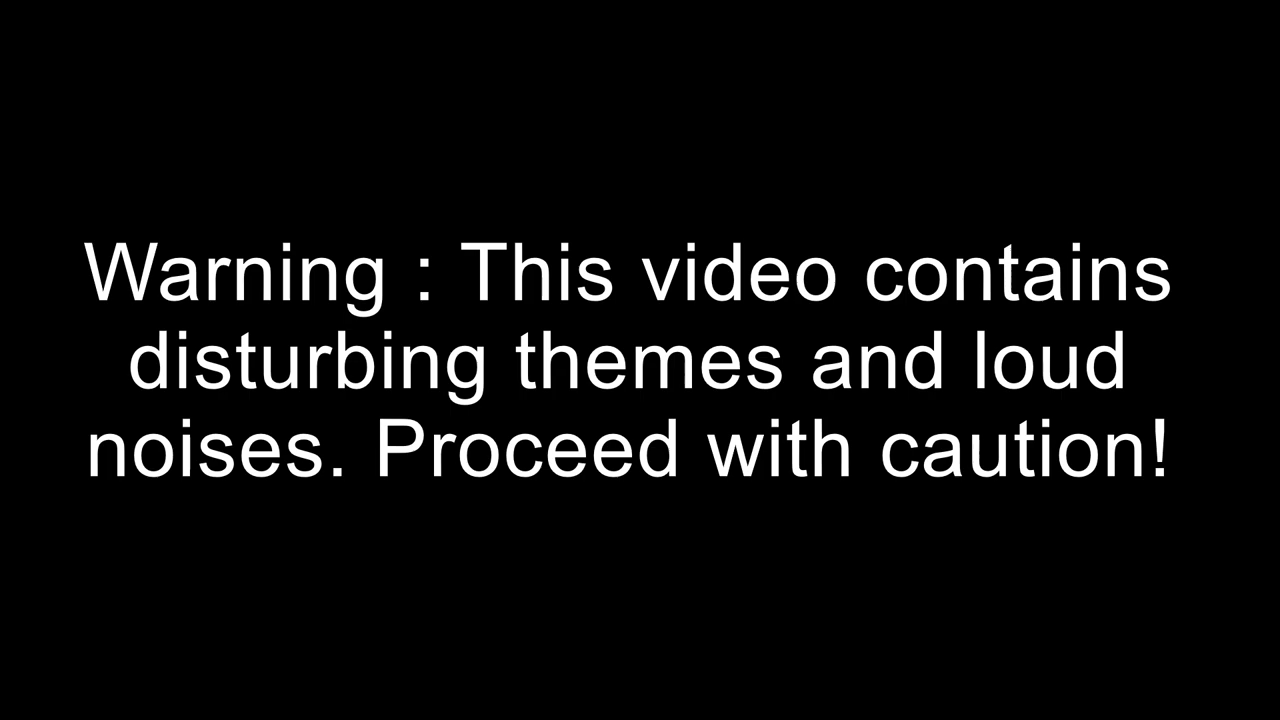 Warning : This video contains
disturbing themes and loud
noises. Proceed with caution!